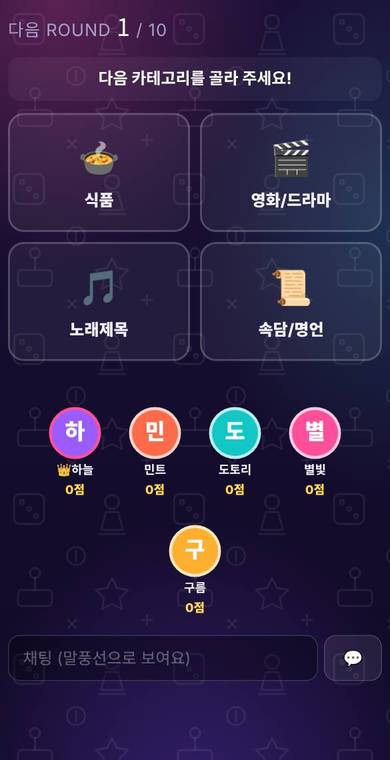 다음 ROUND 1 / 10
다음 카테고리를 골라 주세요!
식품
영화/드라마
노래제목
속담/명언
하
민
도
별
👑하늘
민트
도토리
별빛
0점
0점
0점
0점
구
구름
0점
채팅 (말풍선으로 보여요)